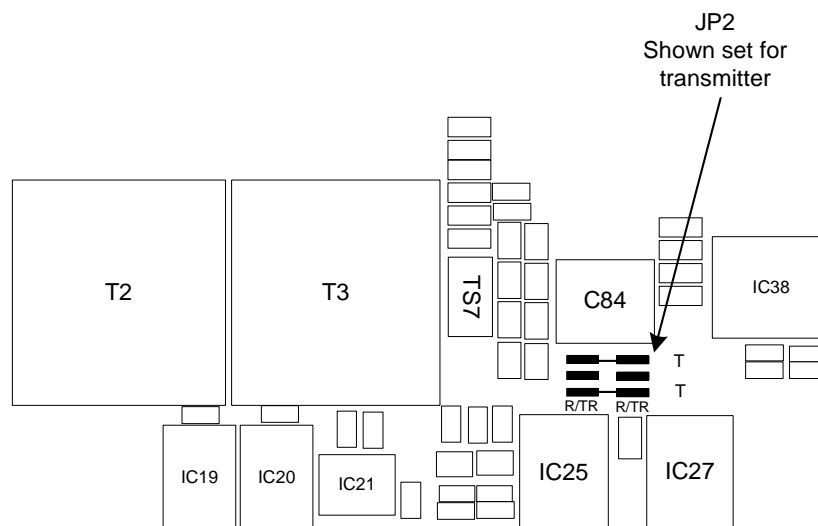 JP2
Shown set for
transmitter
T2
T3
TS7
C84
IC38
T
T
R/TR
R/TR
IC19
IC20
IC21
IC25
IC27